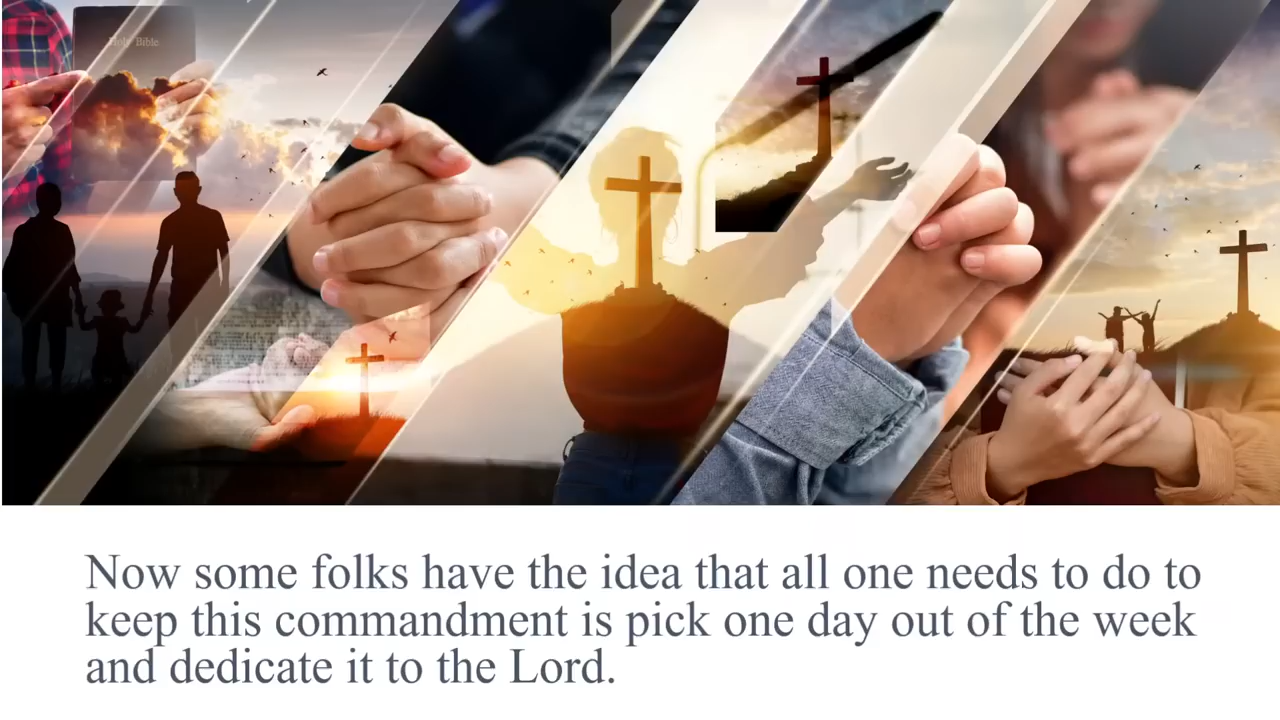 Holy Bible
Now some folks have the idea that all one needs to do to
keep this commandment is pick one day out of the week
and dedicate it to the Lord.